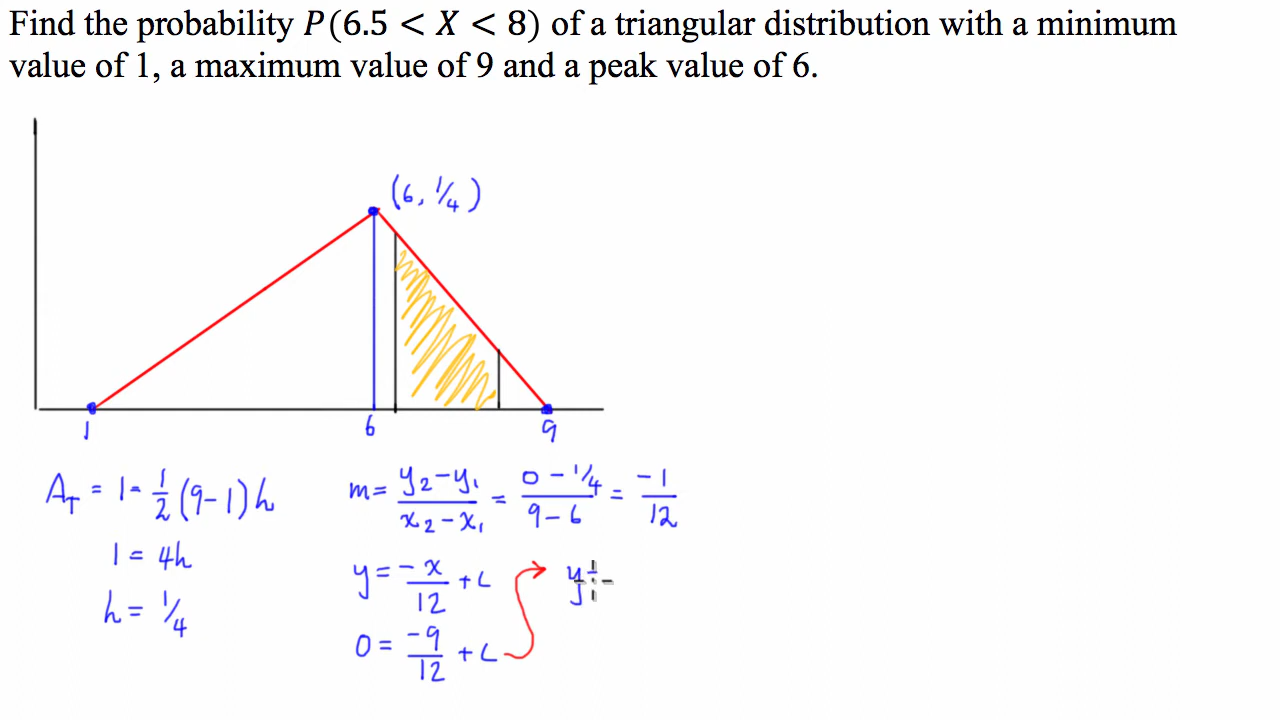 Find the probability P(6.5 < X < 8) of a triangular distribution with a minimum
value of 1, a maximum value of 9 and a peak value of 6.
(6, 1/4)
1
6
9
A_T = 1 = 1/2 (9-1)h
1 = 4h
h = 1/4
m = (y₂-y₁)/(x₂-x₁) = (0-1/4)/(9-6) = -1/12
y = -x/12 + c
0 = -9/12 + c
y =